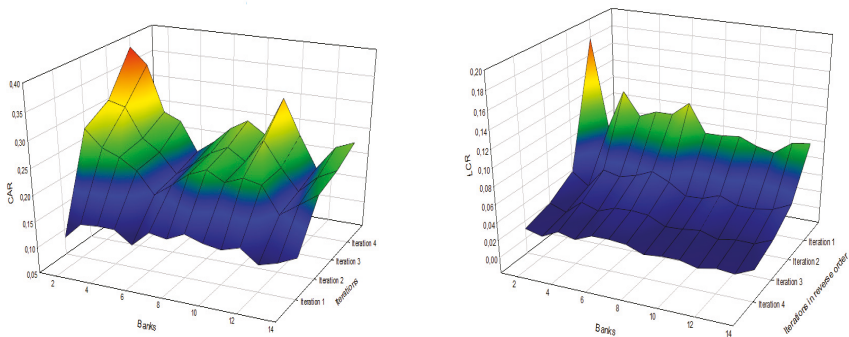 0,40
0,35
0,30
0,25
0,20
0,15
0,10
0,05
CAR
2
4
6
8
10
12
14
Banks
Iteration 1
Iteration 2
Iteration 3
Iteration 4
Iterations
0,20
0,18
0,16
0,14
0,12
0,10
0,08
0,06
0,04
0,02
0,00
LCR
2
4
6
8
10
12
14
Banks
Iteration 1
Iteration 2
Iteration 3
Iteration 4
Iterations in reverse order